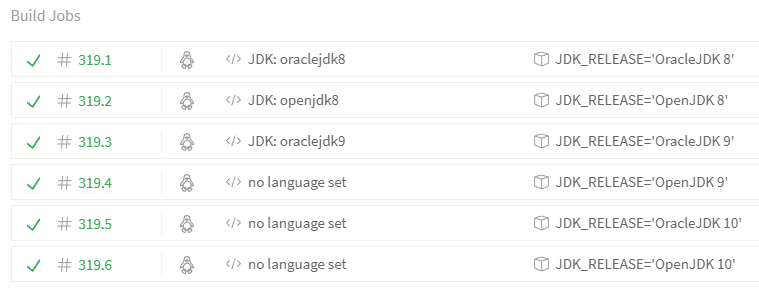 Build Jobs
# 319.1 </> JDK: oraclejdk8 JDK_RELEASE='OracleJDK 8'
# 319.2 </> JDK: openjdk8 JDK_RELEASE='OpenJDK 8'
# 319.3 </> JDK: oraclejdk9 JDK_RELEASE='OracleJDK 9'
# 319.4 </> no language set JDK_RELEASE='OpenJDK 9'
# 319.5 </> no language set JDK_RELEASE='OracleJDK 10'
# 319.6 </> no language set JDK_RELEASE='OpenJDK 10'